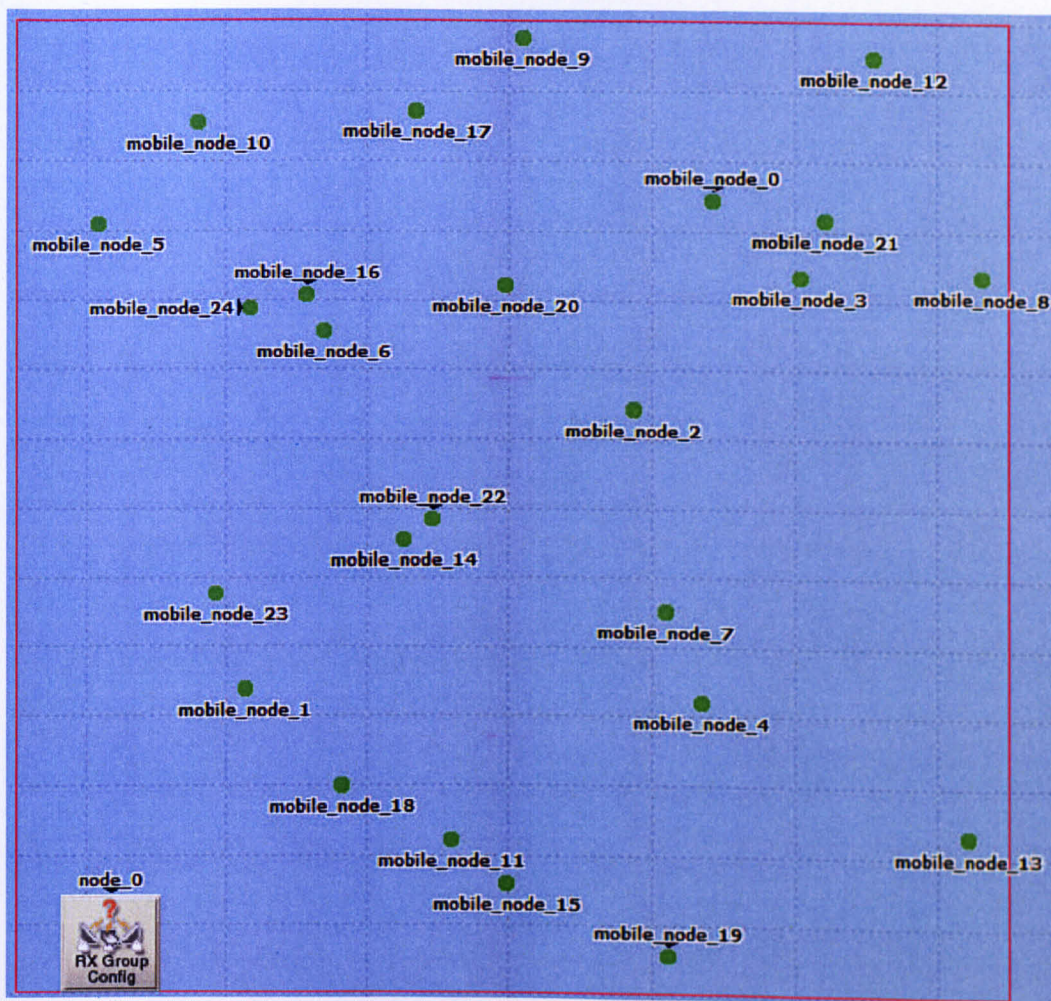 mobile_node_9
mobile_node_12
mobile_node_17
mobile_node_10
mobile_node_0
mobile_node_5
mobile_node_21
mobile_node_16
mobile_node_3
mobile_node_8
mobile_node_24
mobile_node_20
mobile_node_6
mobile_node_2
mobile_node_22
mobile_node_14
mobile_node_23
mobile_node_7
mobile_node_1
mobile_node_4
mobile_node_18
mobile_node_11
mobile_node_13
node_0
?
mobile_node_15
mobile_node_19
RX Group
Config